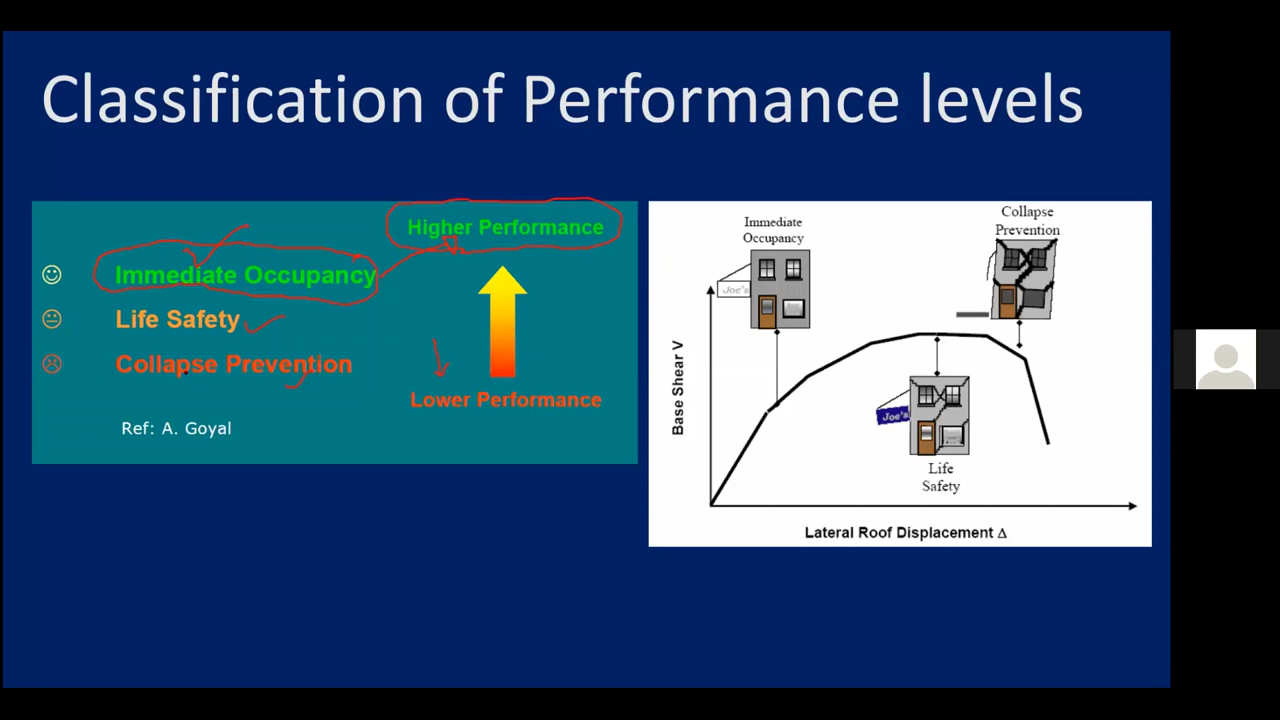 Classification of Performance levels
Higher Performance
Immediate Occupancy
Life Safety
Collapse Prevention
Lower Performance
Ref: A. Goyal
Immediate
Occupancy
Collapse
Prevention
Joe's
Joe's
Life
Safety
Base Shear V
Lateral Roof Displacement Δ